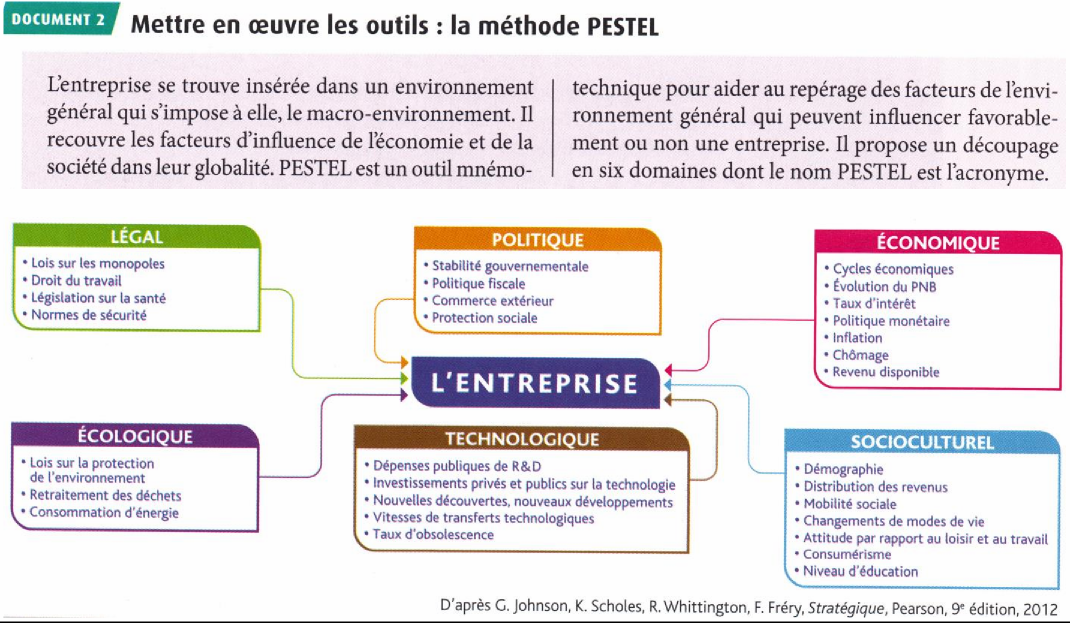 DOCUMENT 2
Mettre en œuvre les outils : la méthode PESTEL
L'entreprise se trouve insérée dans un environnement
général qui s'impose à elle, le macro-environnement. Il
recouvre les facteurs d'influence de l'économie et de la
société dans leur globalité. PESTEL est un outil mnémo-
technique pour aider au repérage des facteurs de l'envi-
ronnement général qui peuvent influencer favorable-
ment ou non une entreprise. Il propose un découpage
en six domaines dont le nom PESTEL est l'acronyme.
LÉGAL
• Lois sur les monopoles
• Droit du travail
• Législation sur la santé
• Normes de sécurité
POLITIQUE
• Stabilité gouvernementale
• Politique fiscale
• Commerce extérieur
• Protection sociale
ÉCONOMIQUE
• Cycles économiques
• Évolution du PNB
• Taux d'intérêt
• Politique monétaire
• Inflation
• Chômage
• Revenu disponible
L'ENTREPRISE
ÉCOLOGIQUE
• Lois sur la protection
de l'environnement
• Retraitement des déchets
• Consommation d'énergie
TECHNOLOGIQUE
• Dépenses publiques de R&D
• Investissements privés et publics sur la technologie
• Nouvelles découvertes, nouveaux développements
• Vitesses de transferts technologiques
• Taux d'obsolescence
SOCIOCULTUREL
• Démographie
• Distribution des revenus
• Mobilité sociale
• Changements de modes de vie
• Attitude par rapport au loisir et au travail
• Consumérisme
• Niveau d'éducation
D'après G. Johnson, K. Scholes, R. Whittington, F. Fréry, Stratégique, Pearson, 9e édition, 2012